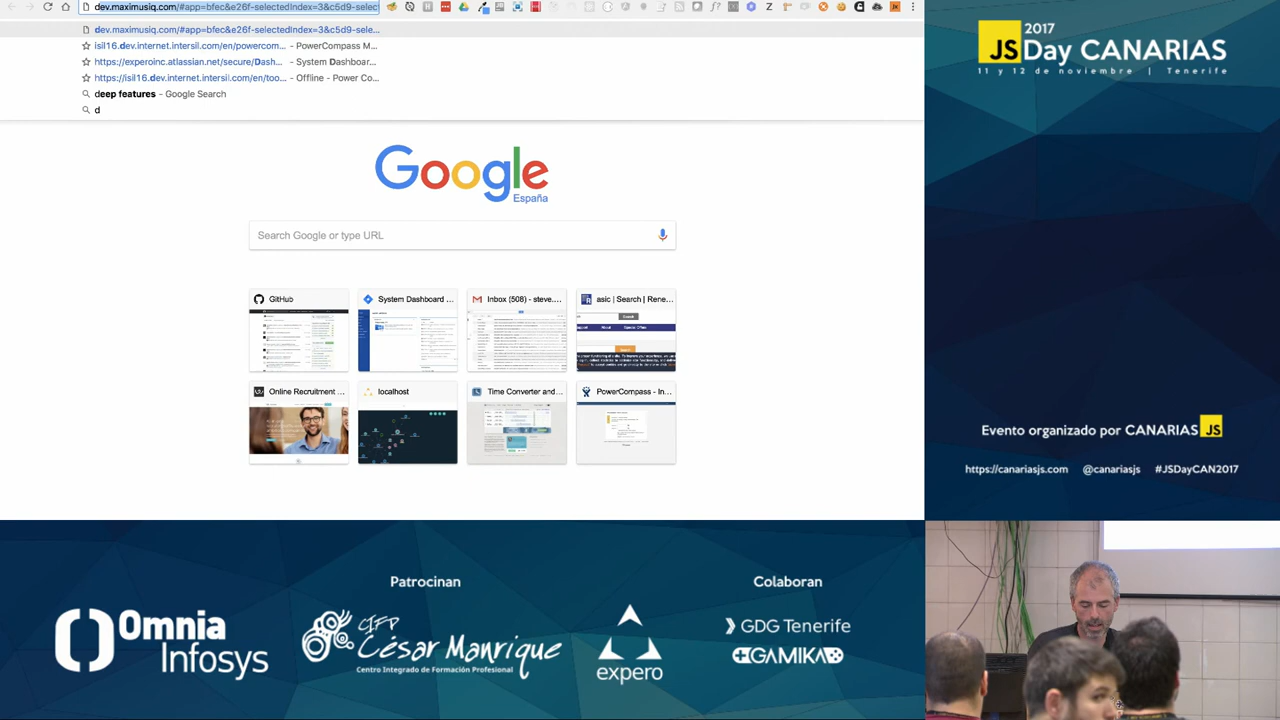 dev.maximusiq.com/#app=bfec&e26f-selectedIndex=3&c5d9-selec
dev.maximusiq.com/#app=bfec&e26f-selectedIndex=3&c5d9-sele...
isil16.dev.internet.intersil.com/en/powercom... – PowerCompass M...
https://experoinc.atlassian.net/secure/Dash... – System Dashboar...
https://isil16.dev.internet.intersil.com/en/too... – Offline - Power Co...
deep features – Google Search
d
Google
España
Search Google or type URL
GitHub
System Dashboard ...
Inbox (508) - steve....
asic | Search | Rene...
Search
Online Recruitment ...
localhost
Time Converter and...
PowerCompass - In...
JS
2017
Day CANARIAS
11 y 12 de noviembre | Tenerife
Evento organizado por CANARIAS JS
https://canariasjs.com @canariasjs #JSDayCAN2017
Patrocinan
Colaboran
Omnia
Infosys
CIFP
César Manrique
Centro Integrado de Formación Profesional
expero
GDG Tenerife
GAMIKA